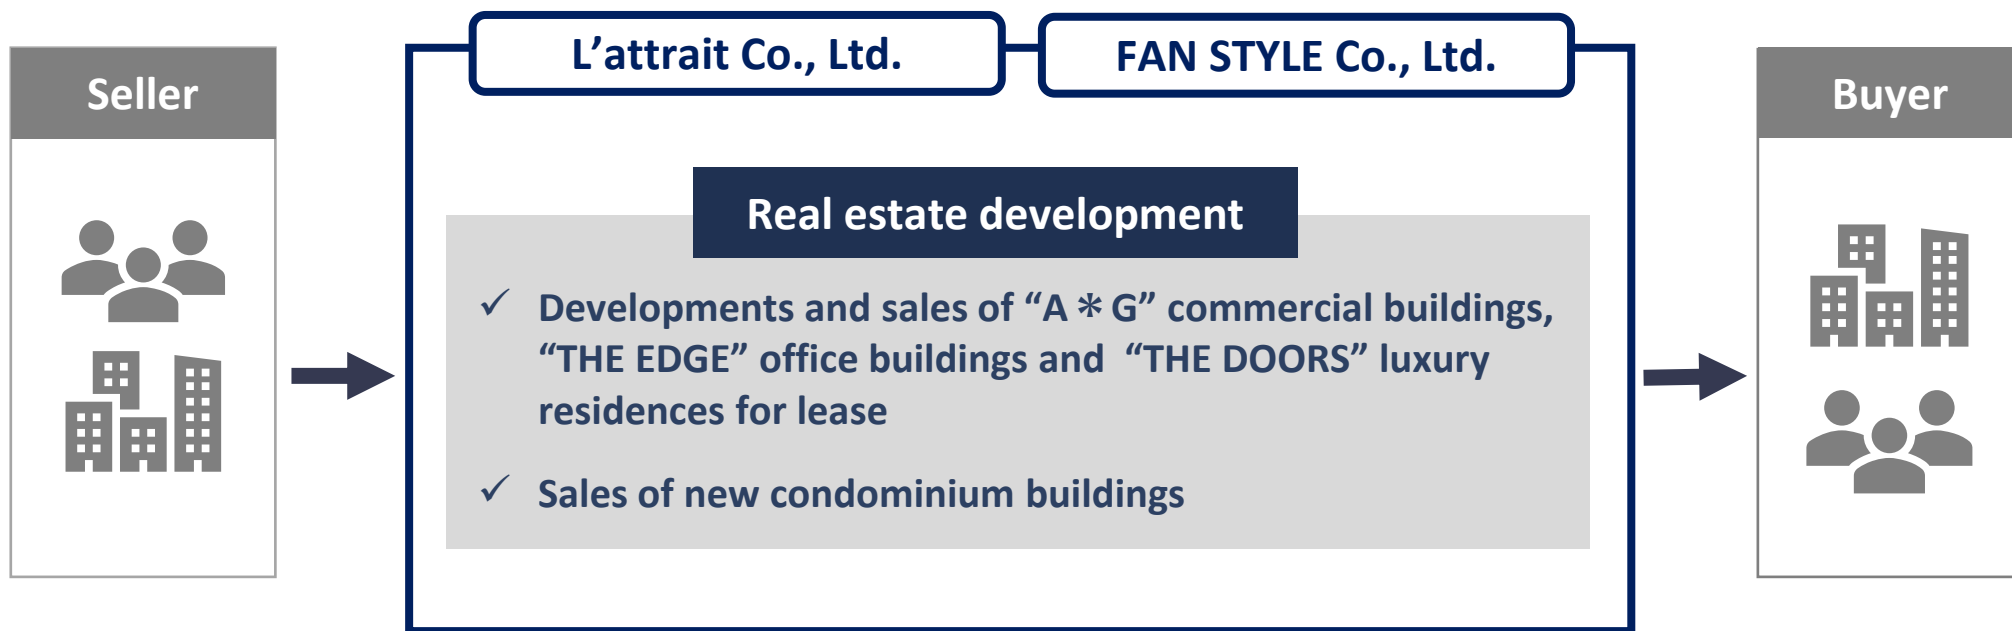 L’attrait Co., Ltd.
FAN STYLE Co., Ltd.
Seller
Buyer
Real estate development
✓ Developments and sales of “A＊G” commercial buildings,
“THE EDGE” office buildings and “THE DOORS” luxury
residences for lease
✓ Sales of new condominium buildings